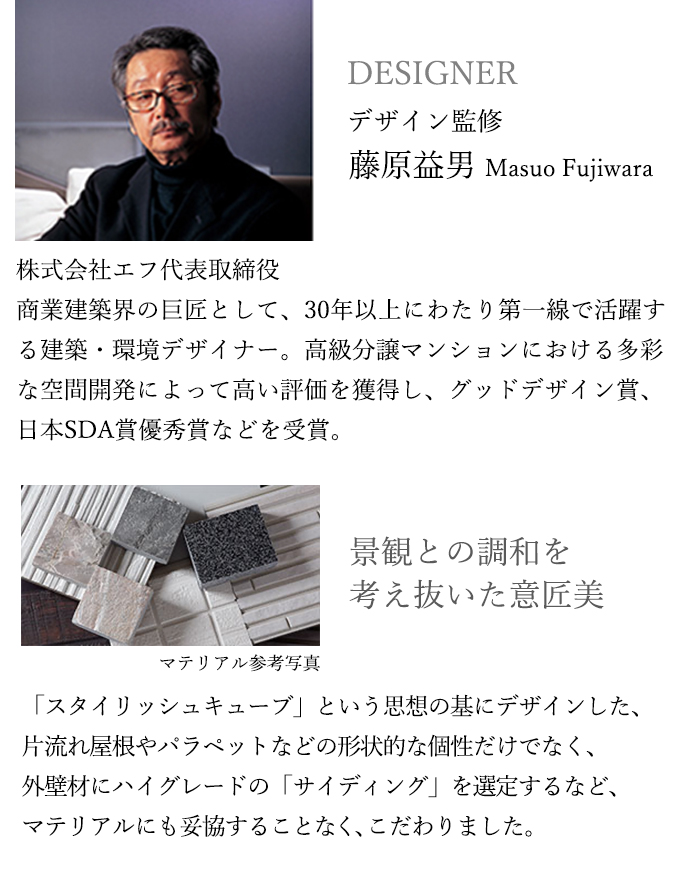 DESIGNER
デザイン監修
藤原益男 Masuo Fujiwara
株式会社エフ代表取締役
商業建築界の巨匠として、30年以上にわたり第一線で活躍す
る建築・環境デザイナー。高級分譲マンションにおける多彩
な空間開発によって高い評価を獲得し、グッドデザイン賞、
日本SDA賞優秀賞などを受賞。
景観との調和を
考え抜いた意匠美
マテリアル参考写真
「スタイリッシュキューブ」という思想の基にデザインした、
片流れ屋根やパラペットなどの形状的な個性だけでなく、
外壁材にハイグレードの「サイディング」を選定するなど、
マテリアルにも妥協することなく、こだわりました。